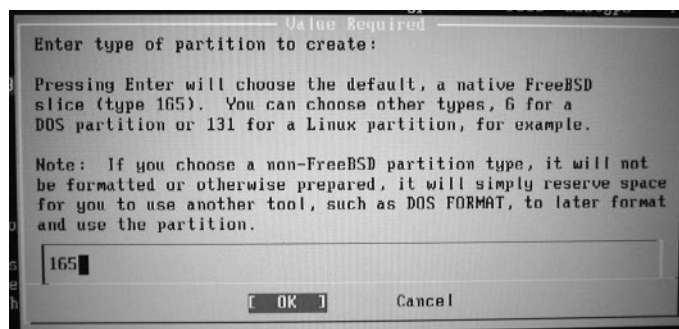 Value Required
Enter type of partition to create:
Pressing Enter will choose the default, a native FreeBSD
slice (type 165).  You can choose other types, 6 for a
DOS partition or 131 for a Linux partition, for example.
Note:  If you choose a non-FreeBSD partition type, it will not
be formatted or otherwise prepared, it will simply reserve space
for you to use another tool, such as DOS FORMAT, to later format
and use the partition.
165
[ OK ] Cancel